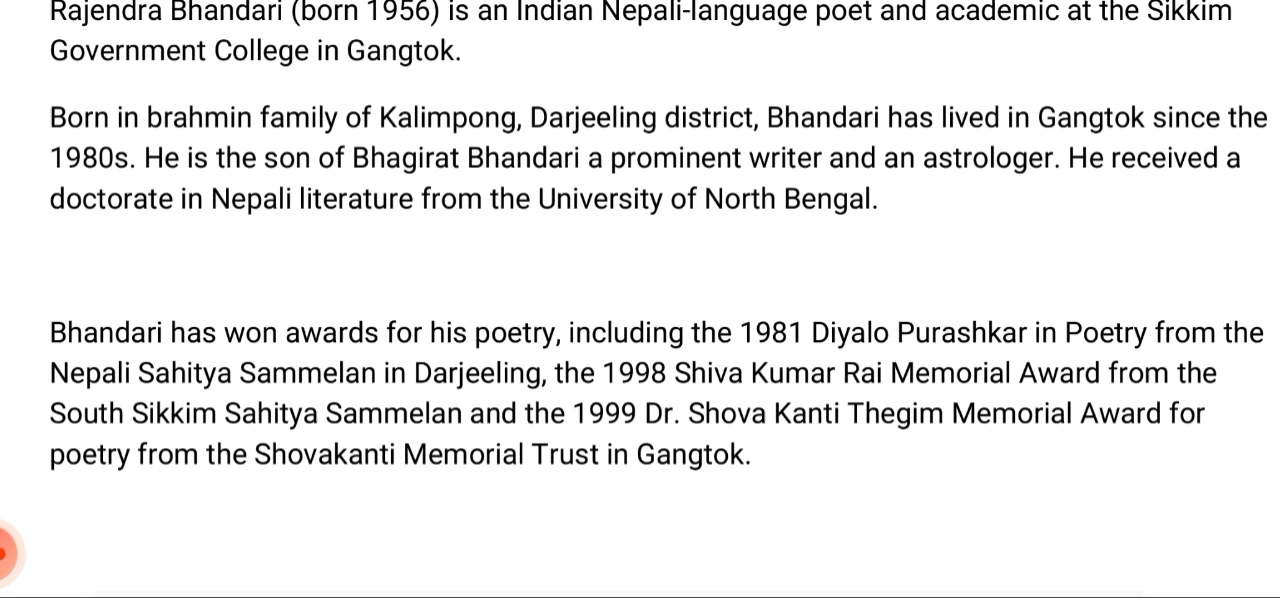 Rajendra Bhandari (born 1956) is an Indian Nepali-language poet and academic at the Sikkim
Government College in Gangtok.
Born in brahmin family of Kalimpong, Darjeeling district, Bhandari has lived in Gangtok since the
1980s. He is the son of Bhagirat Bhandari a prominent writer and an astrologer. He received a
doctorate in Nepali literature from the University of North Bengal.
Bhandari has won awards for his poetry, including the 1981 Diyalo Purashkar in Poetry from the
Nepali Sahitya Sammelan in Darjeeling, the 1998 Shiva Kumar Rai Memorial Award from the
South Sikkim Sahitya Sammelan and the 1999 Dr. Shova Kanti Thegim Memorial Award for
poetry from the Shovakanti Memorial Trust in Gangtok.